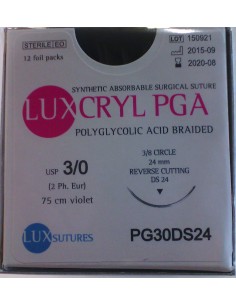 STERILE EO
12 foil packs
LOT 150921
2015-09
2020-08
SYNTHETIC ABSORBABLE SURGICAL SUTURE
LUXCRYL PGA
POLYGLYCOLIC ACID BRAIDED
USP 3/0
(2 Ph. Eur)
75 cm violet
3/8 CIRCLE
24 mm
REVERSE CUTTING
DS 24
LUXSUTURES
PG30DS24